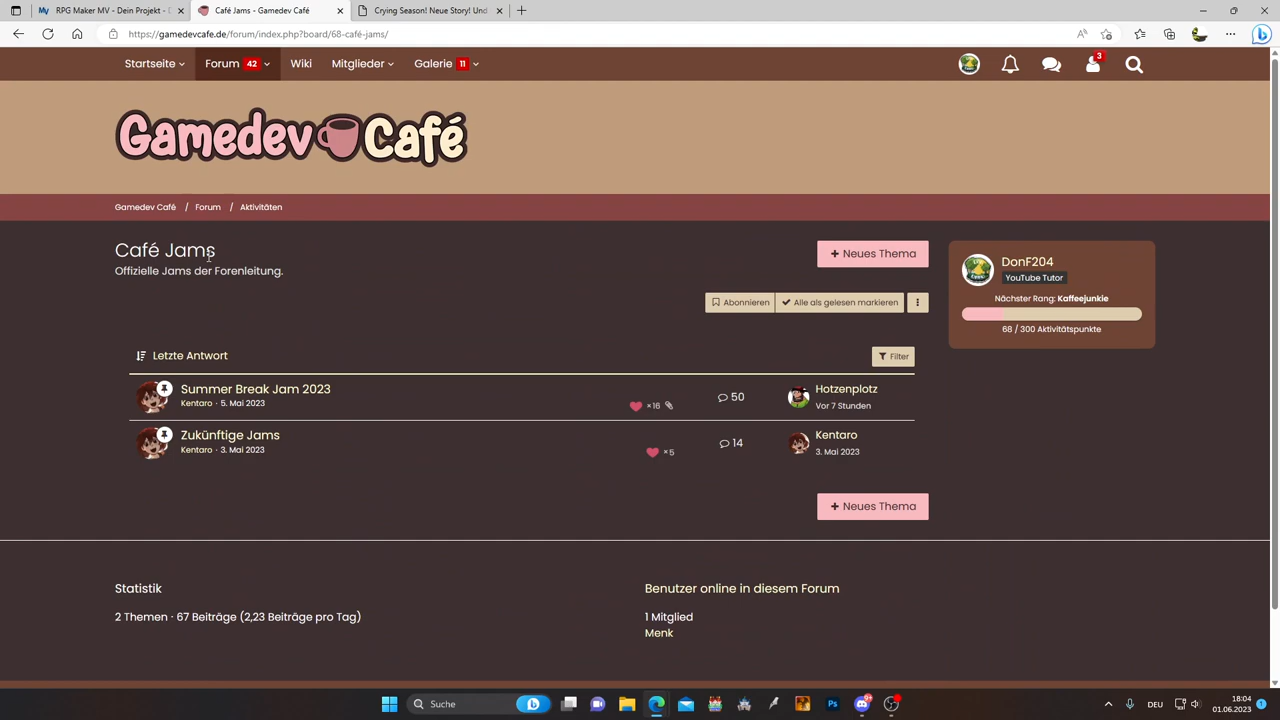 RPG Maker MV - Dein Projekt - D
Café Jams - Gamedev Café
Crying Season! Neue Story! Und
https://gamedevcafe.de/forum/index.php?board/68-café-jams/
Startseite
Forum 42
Wiki
Mitglieder
Galerie 11
3
Gamedev Café
Gamedev Café / Forum / Aktivitäten
Café Jams
Offizielle Jams der Forenleitung.
+ Neues Thema
Abonnieren
Alle als gelesen markieren
DonF204
YouTube Tutor
Nächster Rang: Kaffeejunkie
68 / 300 Aktivitätspunkte
Letzte Antwort
Filter
Summer Break Jam 2023
Kentaro · 5. Mai 2023
×16
50
Hotzenplotz
Vor 7 Stunden
Zukünftige Jams
Kentaro · 3. Mai 2023
×5
14
Kentaro
3. Mai 2023
+ Neues Thema
Statistik
2 Themen · 67 Beiträge (2,23 Beiträge pro Tag)
Benutzer online in diesem Forum
1 Mitglied
Menk
Suche
DEU
18:04
01.06.2023